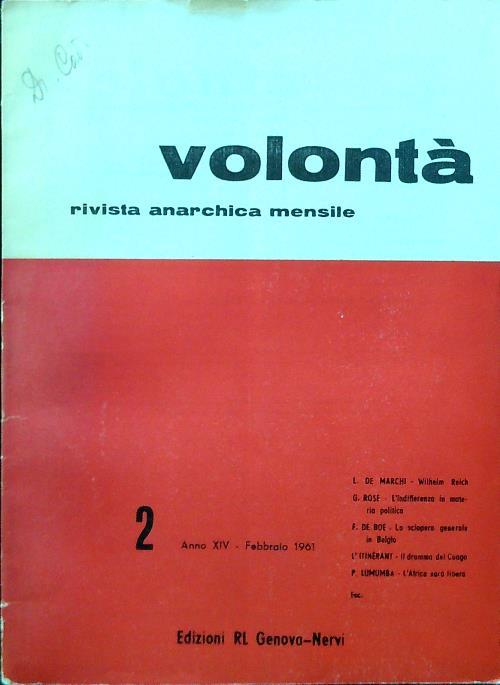 volontà
rivista anarchica mensile
L. DE MARCHI - Wilhelm Reich
G. ROSE - L'indifferenza in mate-
ria politica
F. DE BOE - Lo sciopero generale
in Belgio
L'ITINÉRANT - Il dramma del Congo
P. LUMUMBA - L'Africa sarà libera
Ecc.
2 Anno XIV - Febbraio 1961
Edizioni RL Genova-Nervi